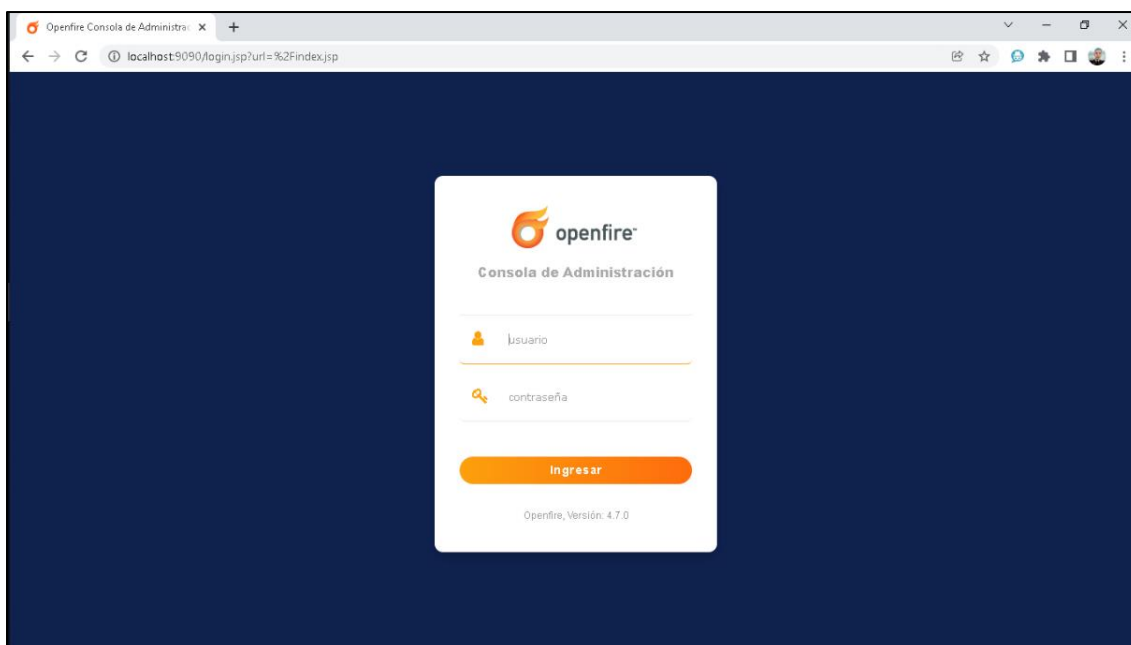 Openfire Consola de Administrac
localhost:9090/login.jsp?url=%2Findex.jsp
openfire™
Consola de Administración
usuario
contraseña
Ingresar
Openfire, Versión: 4.7.0